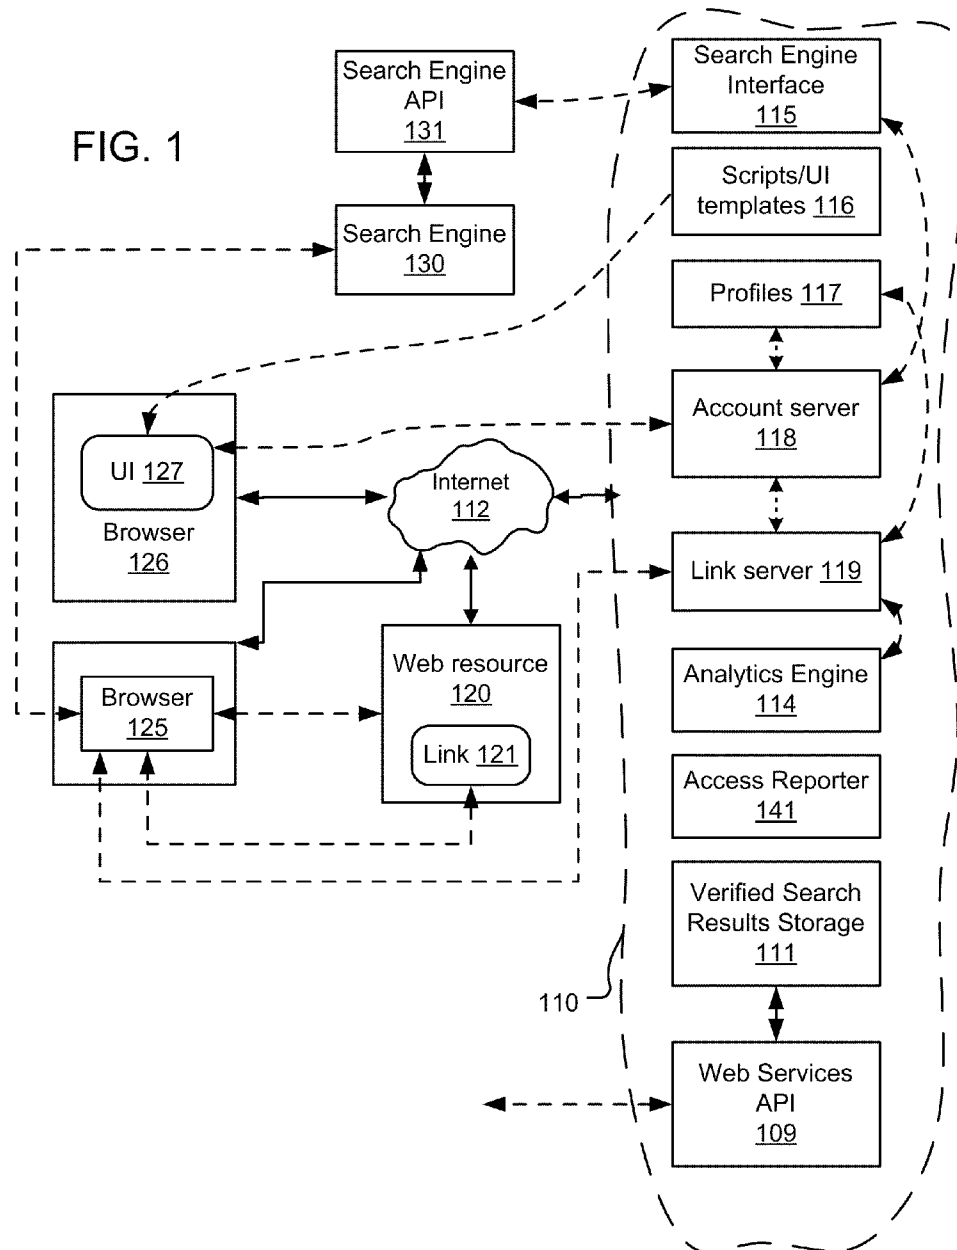 FIG. 1
Search Engine
API
131
Search Engine
130
Search Engine
Interface
115
Scripts/UI
templates 116
Profiles 117
Account server
118
UI 127
Browser
126
Internet
112
Link server 119
Browser
125
Web resource
120
Link 121
Analytics Engine
114
Access Reporter
141
Verified Search
Results Storage
111
110
Web Services
API
109